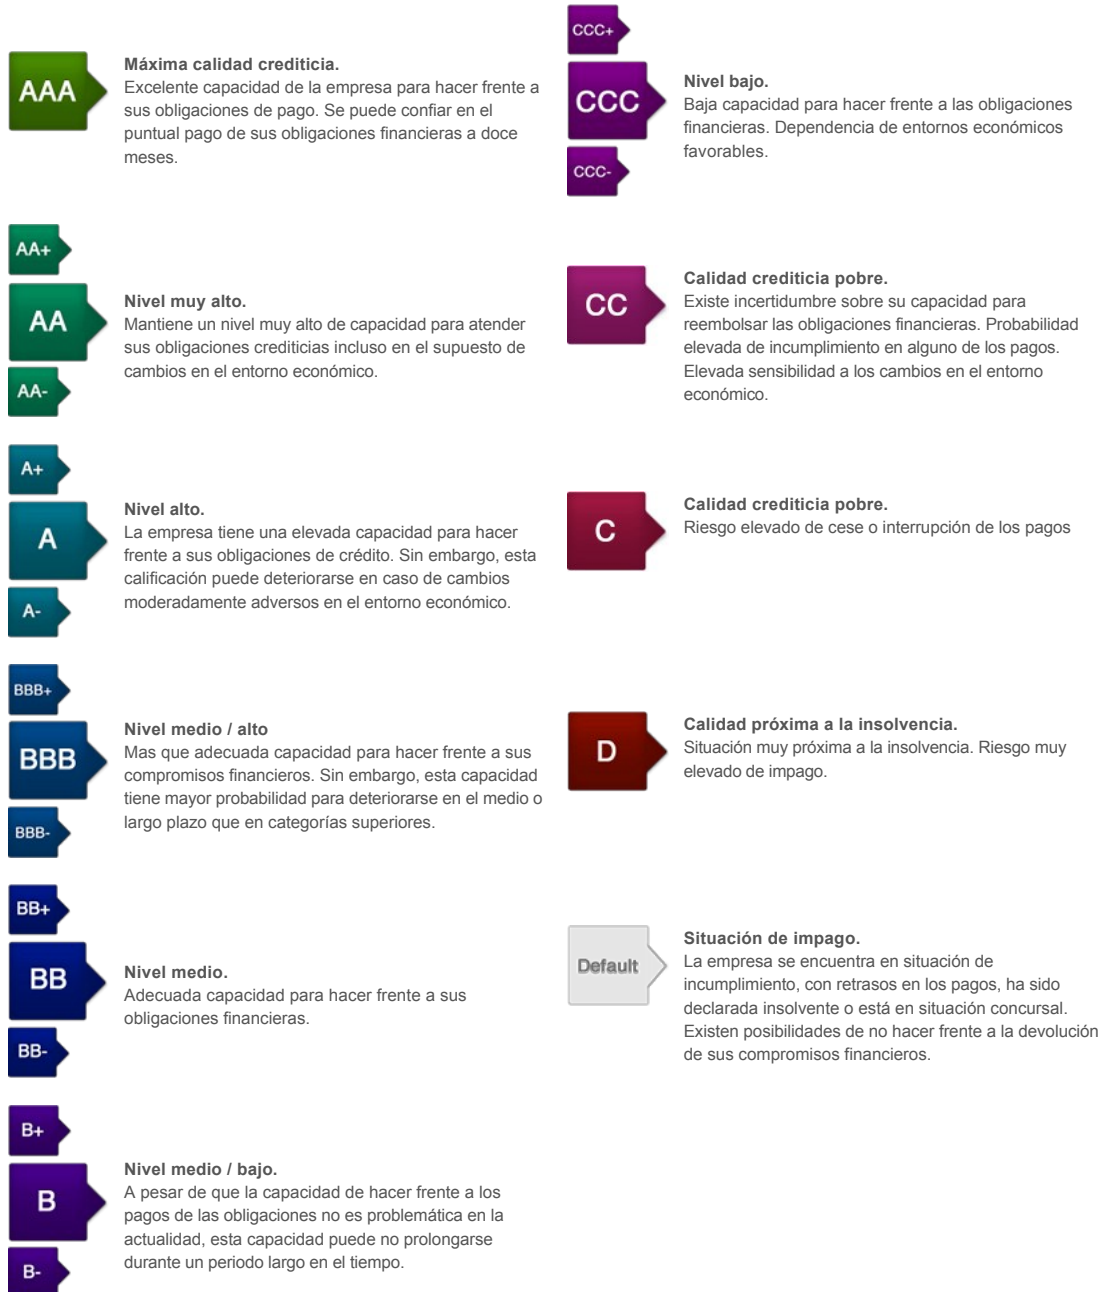 AAA
Máxima calidad crediticia.
Excelente capacidad de la empresa para hacer frente a
sus obligaciones de pago. Se puede confiar en el
puntual pago de sus obligaciones financieras a doce
meses.
AA+
AA
AA-
Nivel muy alto.
Mantiene un nivel muy alto de capacidad para atender
sus obligaciones crediticias incluso en el supuesto de
cambios en el entorno económico.
A+
A
A-
Nivel alto.
La empresa tiene una elevada capacidad para hacer
frente a sus obligaciones de crédito. Sin embargo, esta
calificación puede deteriorarse en caso de cambios
moderadamente adversos en el entorno económico.
BBB+
BBB
BBB-
Nivel medio / alto
Mas que adecuada capacidad para hacer frente a sus
compromisos financieros. Sin embargo, esta capacidad
tiene mayor probabilidad para deteriorarse en el medio o
largo plazo que en categorías superiores.
BB+
BB
BB-
Nivel medio.
Adecuada capacidad para hacer frente a sus
obligaciones financieras.
B+
B
B-
Nivel medio / bajo.
A pesar de que la capacidad de hacer frente a los
pagos de las obligaciones no es problemática en la
actualidad, esta capacidad puede no prolongarse
durante un periodo largo en el tiempo.
CCC+
CCC
CCC-
Nivel bajo.
Baja capacidad para hacer frente a las obligaciones
financieras. Dependencia de entornos económicos
favorables.
CC
Calidad crediticia pobre.
Existe incertidumbre sobre su capacidad para
reembolsar las obligaciones financieras. Probabilidad
elevada de incumplimiento en alguno de los pagos.
Elevada sensibilidad a los cambios en el entorno
económico.
C
Calidad crediticia pobre.
Riesgo elevado de cese o interrupción de los pagos
D
Calidad próxima a la insolvencia.
Situación muy próxima a la insolvencia. Riesgo muy
elevado de impago.
Default
Situación de impago.
La empresa se encuentra en situación de
incumplimiento, con retrasos en los pagos, ha sido
declarada insolvente o está en situación concursal.
Existen posibilidades de no hacer frente a la devolución
de sus compromisos financieros.